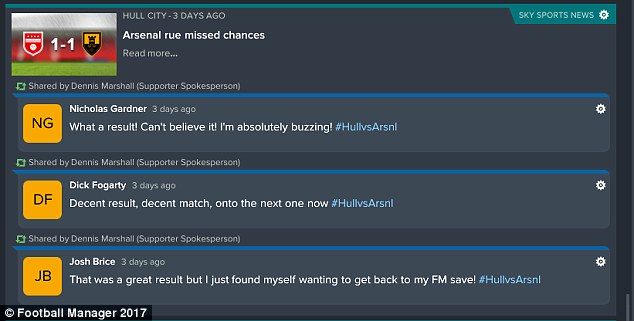 HULL CITY - 3 DAYS AGO
SKY SPORTS NEWS
1-1
Arsenal rue missed chances
Read more...
Shared by Dennis Marshall (Supporter Spokesperson)
NG
Nicholas Gardner 3 days ago
What a result! Can't believe it! I'm absolutely buzzing! #HullvsArsnl
Shared by Dennis Marshall (Supporter Spokesperson)
DF
Dick Fogarty 3 days ago
Decent result, decent match, onto the next one now #HullvsArsnl
Shared by Dennis Marshall (Supporter Spokesperson)
JB
Josh Brice 3 days ago
That was a great result but I just found myself wanting to get back to my FM save! #HullvsArsnl
© Football Manager 2017